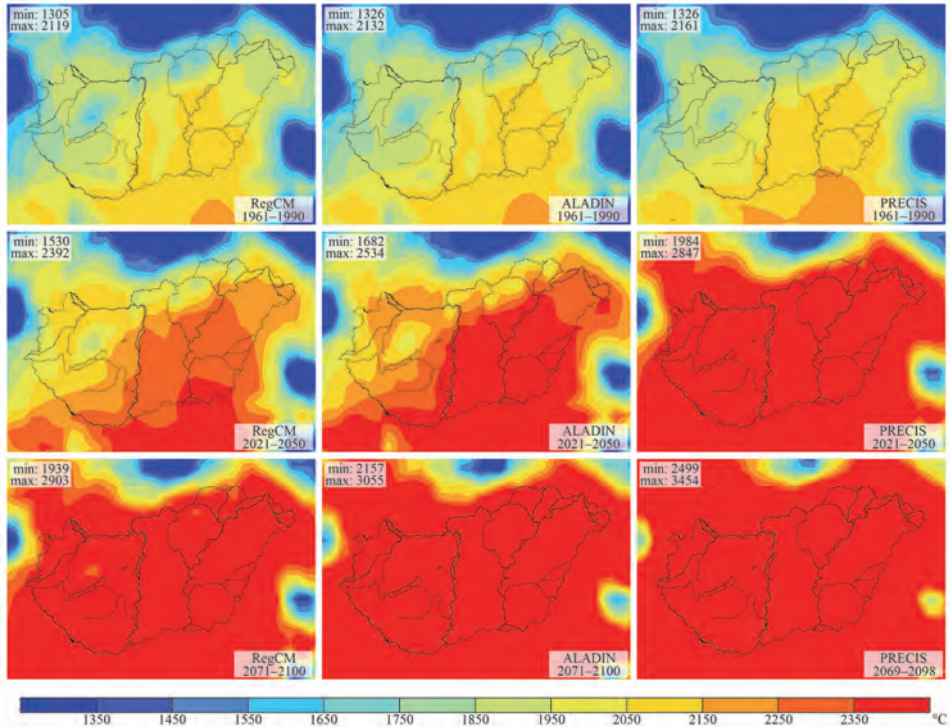 min: 1305
max: 2119
RegCM
1961–1990
min: 1326
max: 2132
ALADIN
1961–1990
min: 1326
max: 2161
PRECIS
1961–1990
min: 1530
max: 2392
RegCM
2021–2050
min: 1682
max: 2534
ALADIN
2021–2050
min: 1984
max: 2847
PRECIS
2021–2050
min: 1939
max: 2903
RegCM
2071–2100
min: 2157
max: 3055
ALADIN
2071–2100
min: 2499
max: 3454
PRECIS
2069–2098
1350 1450 1550 1650 1750 1850 1950 2050 2150 2250 2350 °C